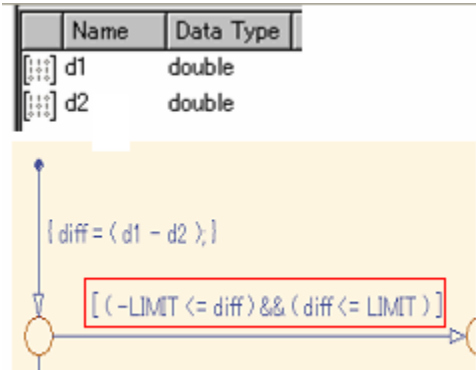 Name Data Type
d1 double
d2 double
{ diff = ( d1 - d2 ); }
[ ( -LIMIT <= diff ) && ( diff <= LIMIT ) ]